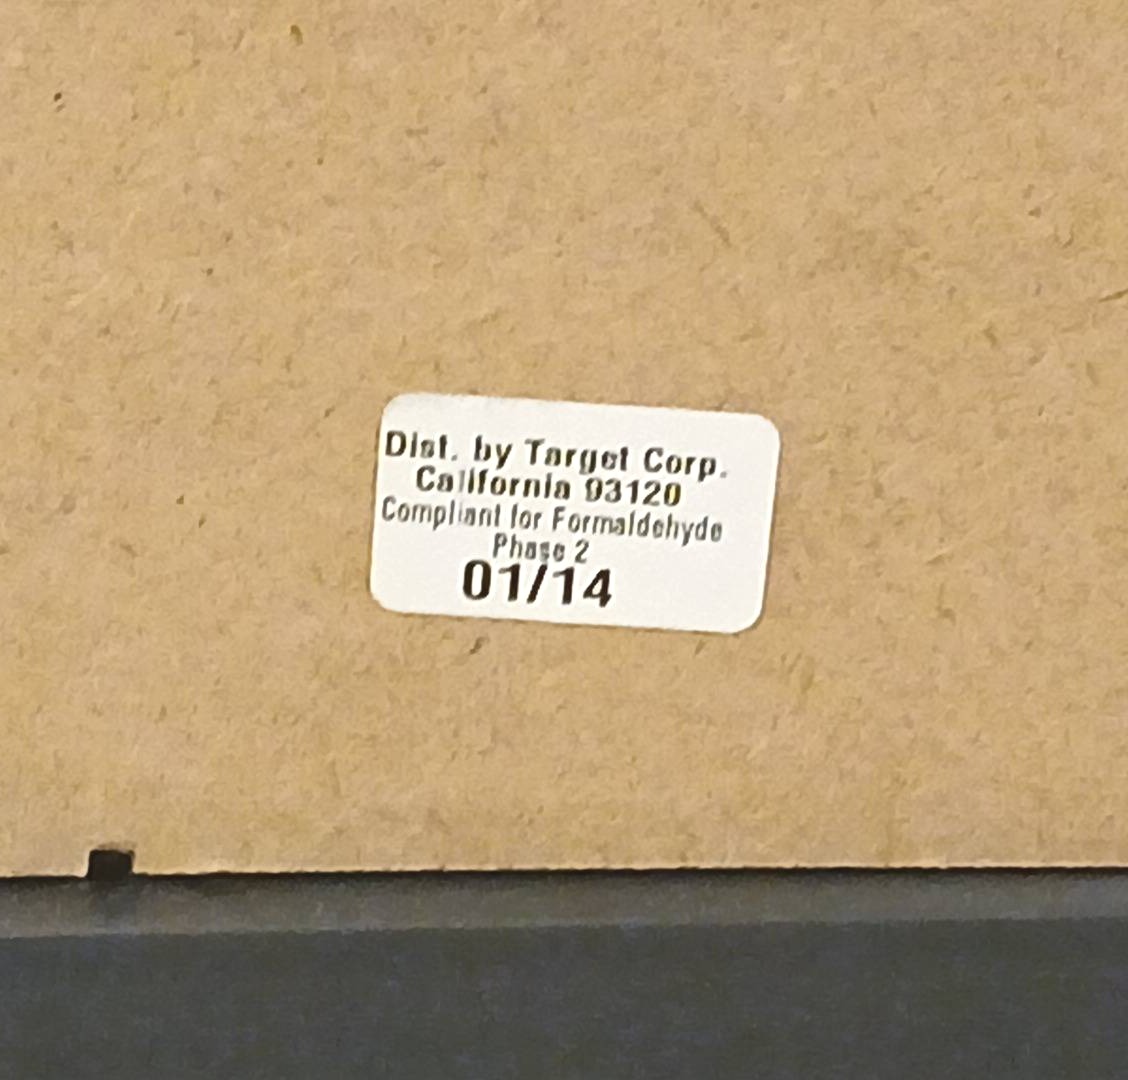 Dist. by Target Corp.
California 93120
Compliant for Formaldehyde
Phase 2
01/14